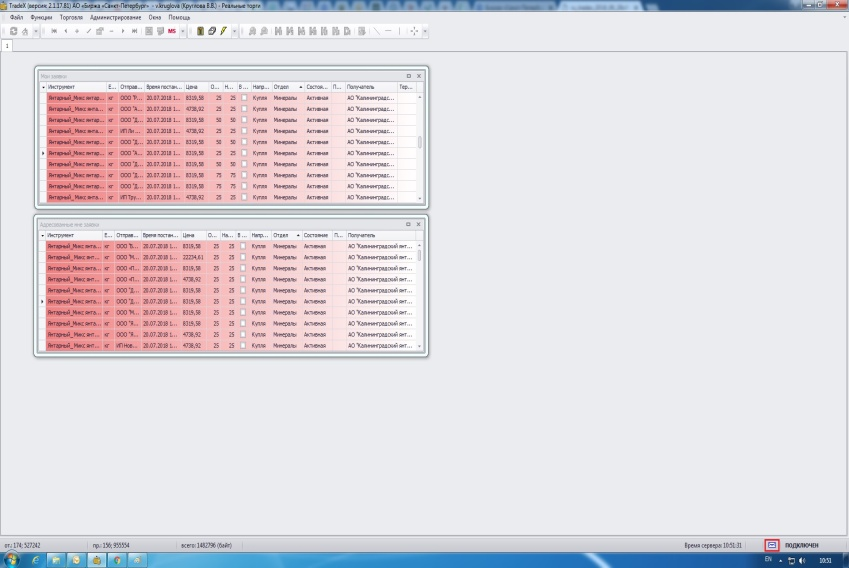 TradeX (версия 2.1.17.81) АО «Биржа «Санкт-Петербург» - v.kruglova (Круглова В.В.) - Реальные торги
Файл Функции Торговля Администрирование Окна Помощь
MS
1
Мои заявки
Инструмент Е... Отправ... Время постан... Цена О... Н... В... Напр... Отдел Состоя... П... Получатель Тер...
Янтарный_Микс янтар... кг ООО "Р... 20.07.2018 1... 8319,58 25 25 Купля Минералы Активная АО "Калининградс...
Янтарный_Микс янтар... кг ООО "А... 20.07.2018 1... 4738,92 25 25 Купля Минералы Активная АО "Калининградс...
Янтарный_Микс янтар... кг ООО "Д... 20.07.2018 1... 8319,58 50 50 Купля Минералы Активная АО "Калининградс...
Янтарный_Микс янтар... кг ИП Ли ... 20.07.2018 1... 4738,92 25 25 Купля Минералы Активная АО "Калининградс...
Янтарный_Микс янтар... кг ООО "Д... 20.07.2018 1... 8319,58 50 50 Купля Минералы Активная АО "Калининградс...
Янтарный_Микс янтар... кг ООО "А... 20.07.2018 1... 4738,92 25 25 Купля Минералы Активная АО "Калининградс...
Янтарный_Микс янтар... кг ООО "Д... 20.07.2018 1... 8319,58 50 50 Купля Минералы Активная АО "Калининградс...
Янтарный_Микс янтар... кг ООО "Д... 20.07.2018 1... 8319,58 75 75 Купля Минералы Активная АО "Калининградс...
Янтарный_Микс янтар... кг ООО "Д... 20.07.2018 1... 8319,58 75 75 Купля Минералы Активная АО "Калининградс...
Янтарный_Микс янтар... кг ИП Тру... 20.07.2018 1... 4738,92 25 25 Купля Минералы Активная АО "Калининградс...
Адресованные мне заявки
Инструмент Е... Отправ... Время постан... Цена О... На... В... Напр... Отдел Состояние П... Получатель
Янтарный_Микс янта... кг ООО "Б... 20.07.2018 1... 8319,58 25 25 Купля Минералы Активная АО "Калининградский янт...
Янтарный_Микс янт... кг ООО "М... 20.07.2018 1... 22234,61 25 25 Купля Минералы Активная АО "Калининградский янт...
Янтарный_Микс янта... кг ООО «П... 20.07.2018 1... 8319,58 25 25 Купля Минералы Активная АО "Калининградский янт...
Янтарный_Микс янт... кг ООО «П... 20.07.2018 1... 4738,92 25 25 Купля Минералы Активная АО "Калининградский янт...
Янтарный_Микс янта... кг ООО "Д... 20.07.2018 1... 8319,58 25 25 Купля Минералы Активная АО "Калининградский янт...
Янтарный_Микс янта... кг ООО "Д... 20.07.2018 1... 8319,58 25 25 Купля Минералы Активная АО "Калининградский янт...
Янтарный_Микс янта... кг ООО "М... 20.07.2018 1... 8319,58 25 25 Купля Минералы Активная АО "Калининградский янт...
Янтарный_Микс янта... кг ООО "Я... 20.07.2018 1... 8319,58 25 25 Купля Минералы Активная АО "Калининградский янт...
Янтарный_Микс янт... кг ООО "Я... 20.07.2018 1... 4738,92 25 25 Купля Минералы Активная АО "Калининградский янт...
Янтарный_Микс янт... кг ИП Нов... 20.07.2018 1... 4738,92 25 25 Купля Минералы Активная АО "Калининградский янт...
от.: 174; 527242 пр.: 156; 955554 всего: 1482796 (байт) Время сервера: 10:51:31 ПОДКЛЮЧЕН
EN 10:51